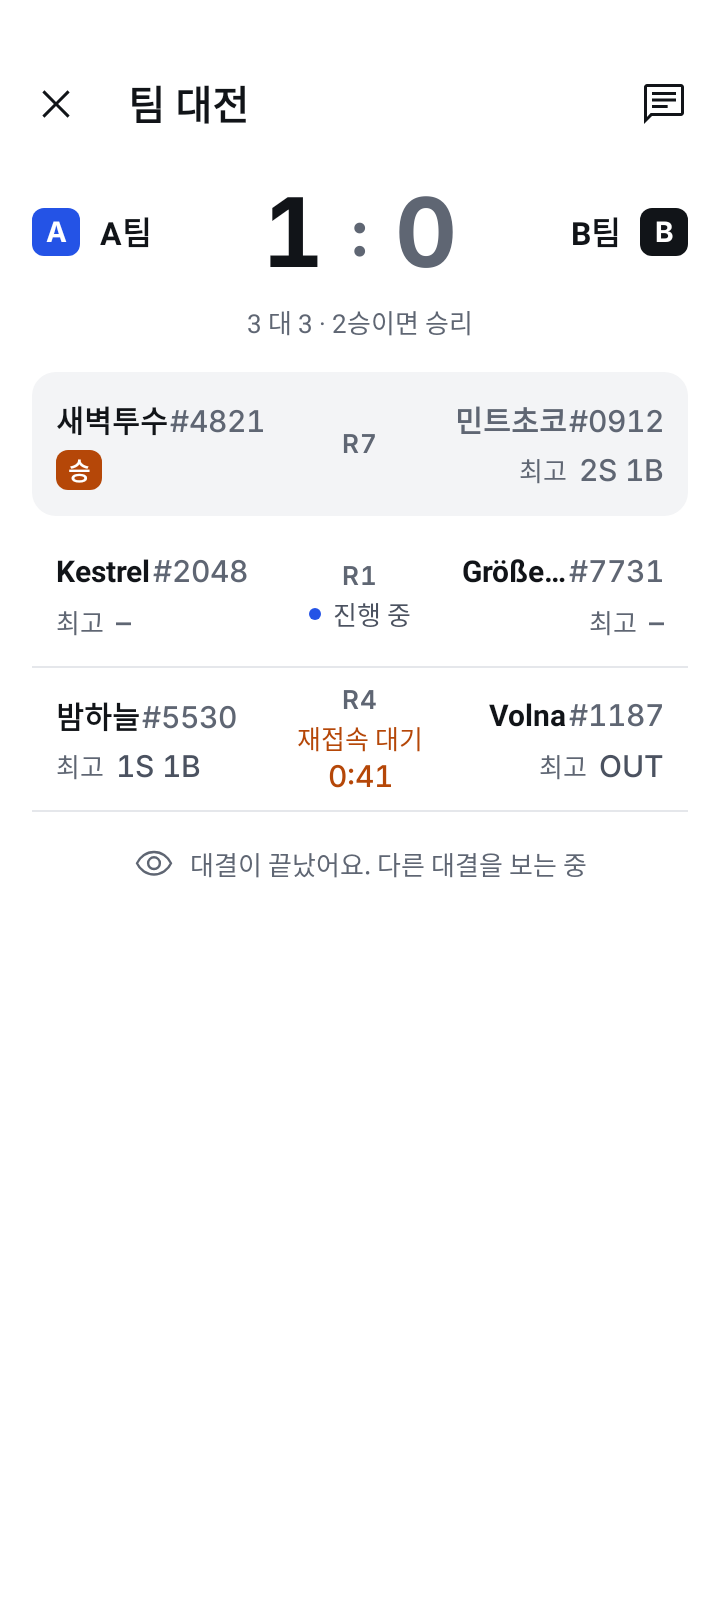 팀 대전
A A팀 1 : 0 B팀 B
3 대 3 · 2승이면 승리
새벽투수#4821 R7 민트초코#0912
승 최고 2S 1B
Kestrel#2048 R1 Größe…#7731
최고 – 진행 중 최고 –
밤하늘#5530 R4 Volna#1187
재접속 대기
최고 1S 1B 0:41 최고 OUT
대결이 끝났어요. 다른 대결을 보는 중